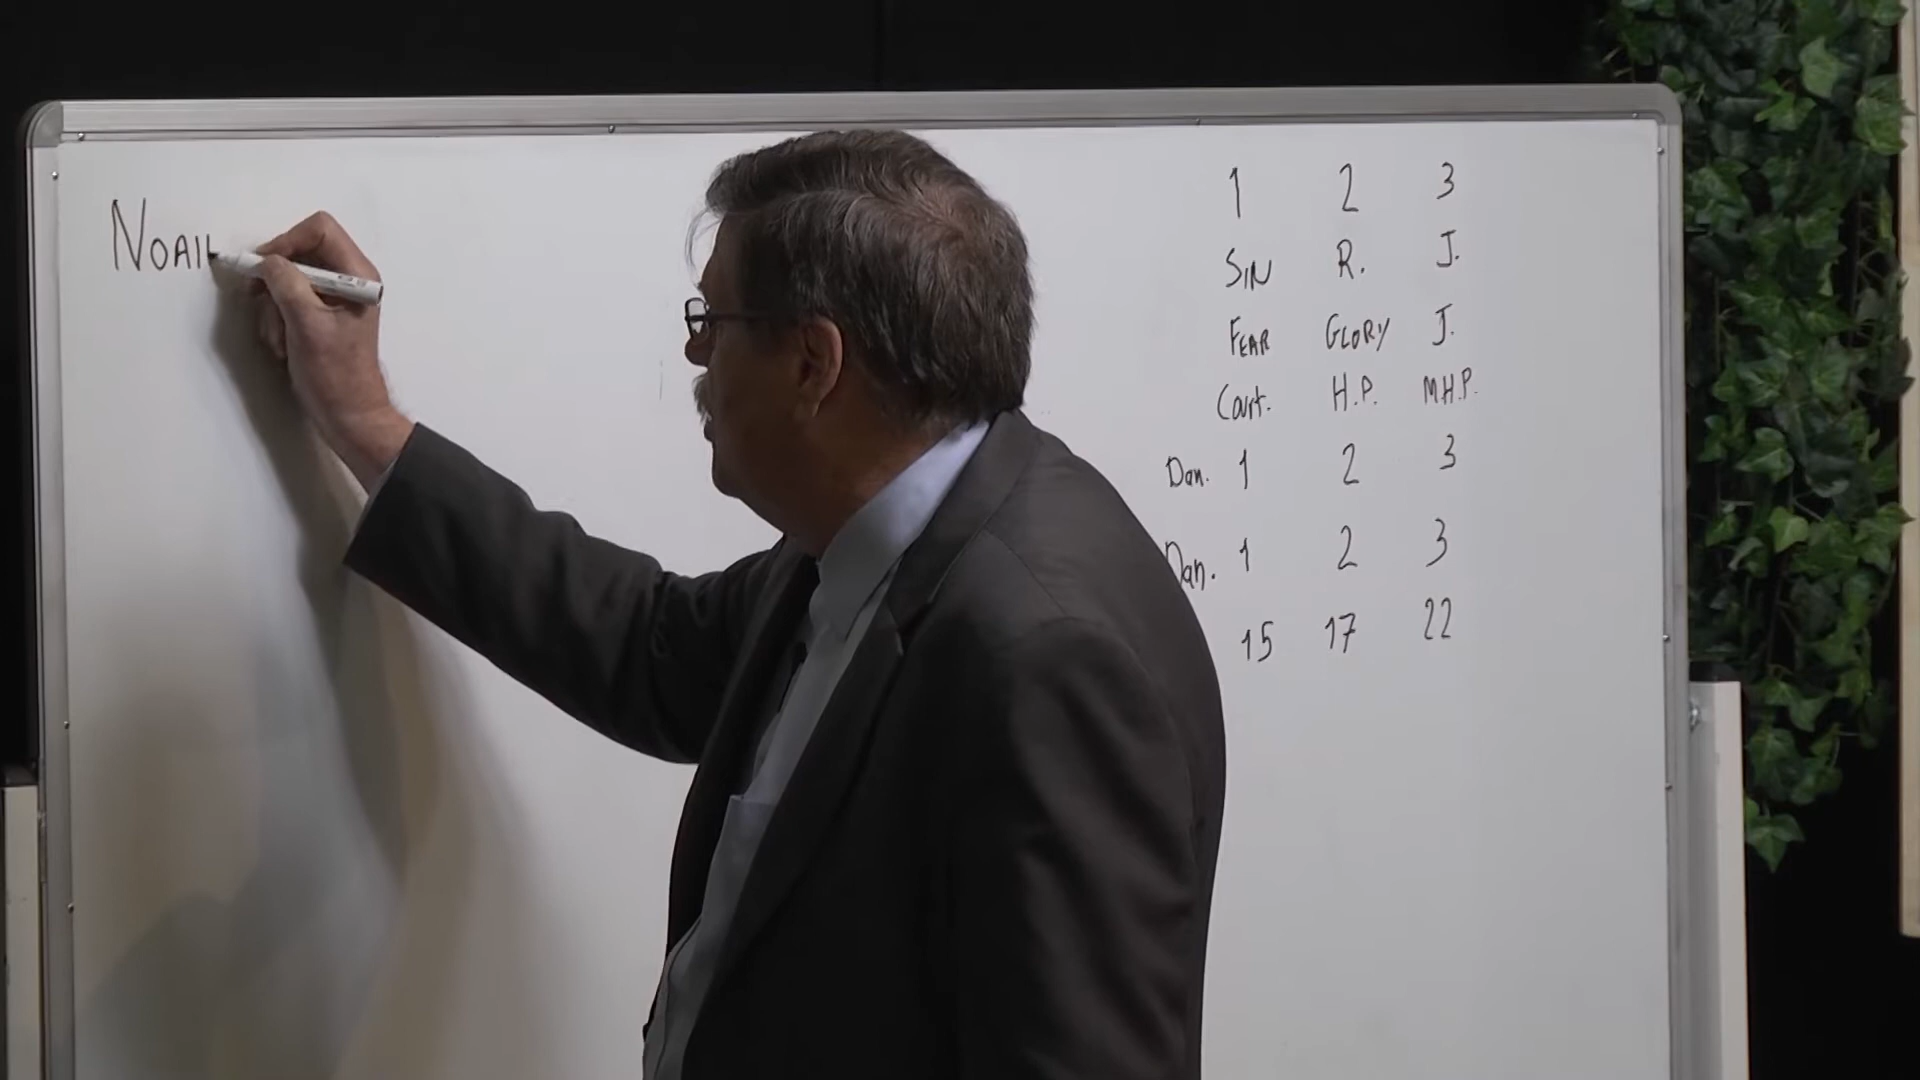 NOAH
1 2 3
SIN R. J.
FEAR GLORY J.
Court. H.P. M.H.P.
Dan. 1 2 3
Dan. 1 2 3
15 17 22